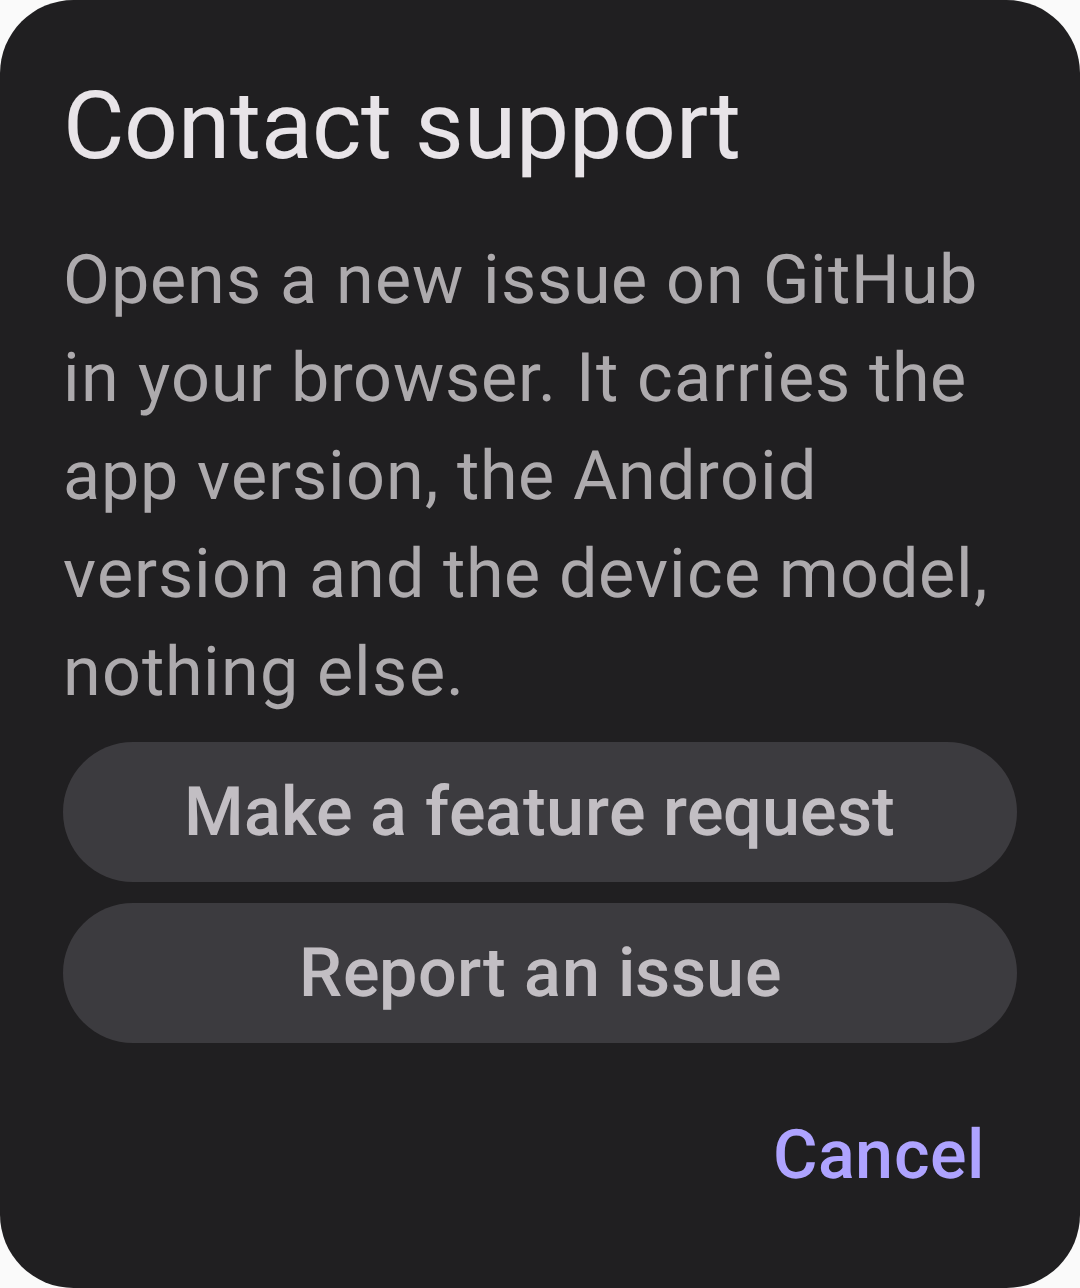 Contact support
Opens a new issue on GitHub
in your browser. It carries the
app version, the Android
version and the device model,
nothing else.
Make a feature request
Report an issue
Cancel